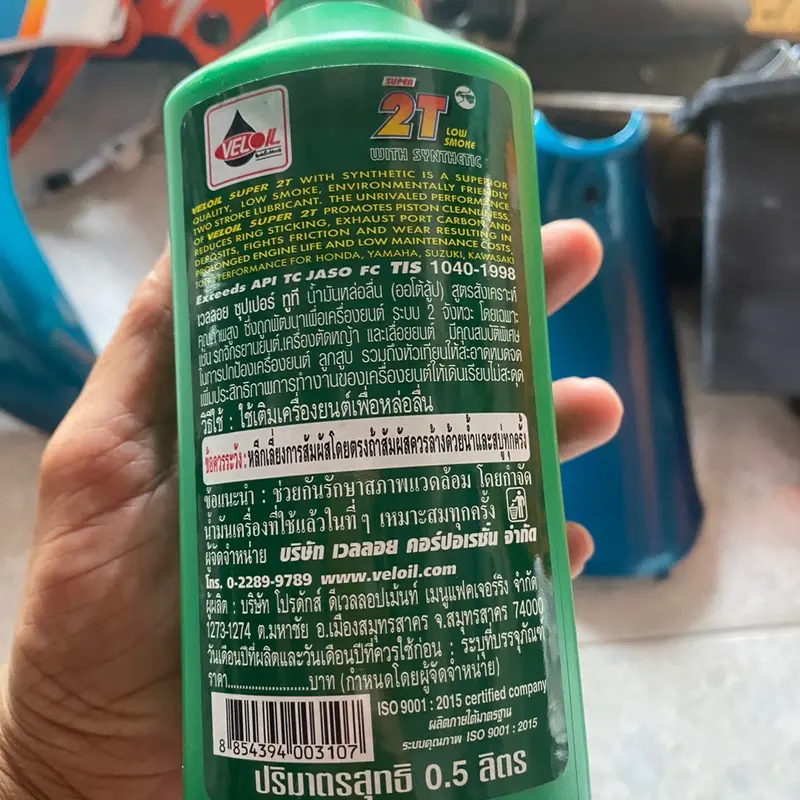 VELOIL
SUPER
2T
LOW
SMOKE
WITH SYNTHETIC
VELOIL SUPER 2T WITH SYNTHETIC IS A SUPERIOR
QUALITY, LOW SMOKE, ENVIRONMENTALLY FRIENDLY
TWO STROKE LUBRICANT. THE UNRIVALED PERFORMANCE
OF VELOIL SUPER 2T PROMOTES PISTON CLEANLINESS,
REDUCES RING STICKING, EXHAUST PORT CARBON AND
DEPOSITS, FIGHTS FRICTION AND WEAR RESULTING IN
PROLONGED ENGINE LIFE AND LOW MAINTENANCE COSTS,
PERFORMANCE FOR HONDA, YAMAHA, SUZUKI, KAWASAKI
Exceeds API TC JASO FC TIS 1040-1998
เวลลอย ซุปเปอร์ ทูที น้ำมันหล่อลื่น (ออโต้ลู้ป) สูตรสังเคราะห์
คุณภาพสูง ซึ่งถูกพัฒนาเพื่อเครื่องยนต์ ระบบ 2 จังหวะ โดยเฉพาะ
เช่น รถจักรยานยนต์,เครื่องตัดหญ้า และเลื่อยยนต์ มีคุณสมบัติพิเศษ
ในการปกป้องเครื่องยนต์ ลูกสูบ รวมถึงหัวเทียนให้สะอาดหมดจด
เพิ่มประสิทธิภาพการทำงานของเครื่องยนต์ให้เดินเรียบไม่สะดุด
วิธีใช้ : ใช้เติมเครื่องยนต์เพื่อหล่อลื่น
ข้อควรระวัง : หลีกเลี่ยงการสัมผัสโดยตรงถ้าสัมผัสควรล้างด้วยน้ำและสบู่ทุกครั้ง
ข้อแนะนำ : ช่วยกันรักษาสภาพแวดล้อม โดยกำจัด
น้ำมันเครื่องที่ใช้แล้วในที่ ๆ เหมาะสมทุกครั้ง
ผู้จัดจำหน่าย บริษัท เวลลอย คอร์ปอเรชั่น จำกัด
โทร. 0-2289-9789 www.veloil.com
ผู้ผลิต : บริษัท โปรดักส์ ดีเวลลอปเม้นท์ เมนูแฟคเจอร์ริง จำกัด
1273-1274 ต.มหาชัย อ.เมืองสมุทรสาคร จ.สมุทรสาคร 74000
วันเดือนปีที่ผลิตและวันเดือนปีที่ควรใช้ก่อน : ระบุที่บรรจุภัณฑ์
ราคา......................บาท (กำหนดโดยผู้จัดจำหน่าย)
ISO 9001 : 2015 certified company
ผลิตภายใต้มาตรฐาน
ระบบคุณภาพ ISO 9001 : 2015
8 854394 003107
ปริมาตรสุทธิ 0.5 ลิตร